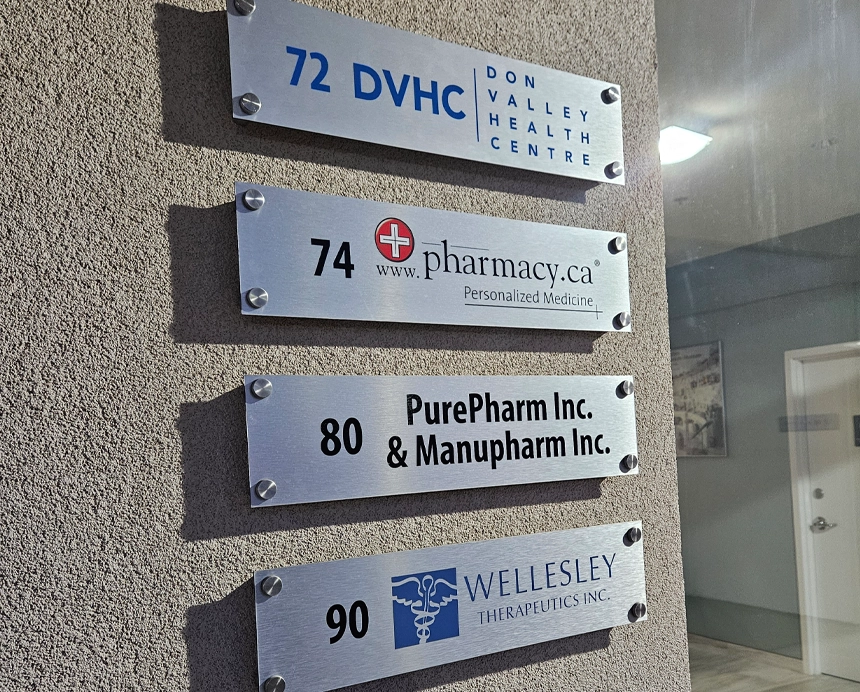 72 DVHC DON
VALLEY
HEALTH
CENTRE
74 www.pharmacy.ca®
Personalized Medicine
80 PurePharm Inc.
& Manupharm Inc.
90 WELLESLEY
THERAPEUTICS INC.